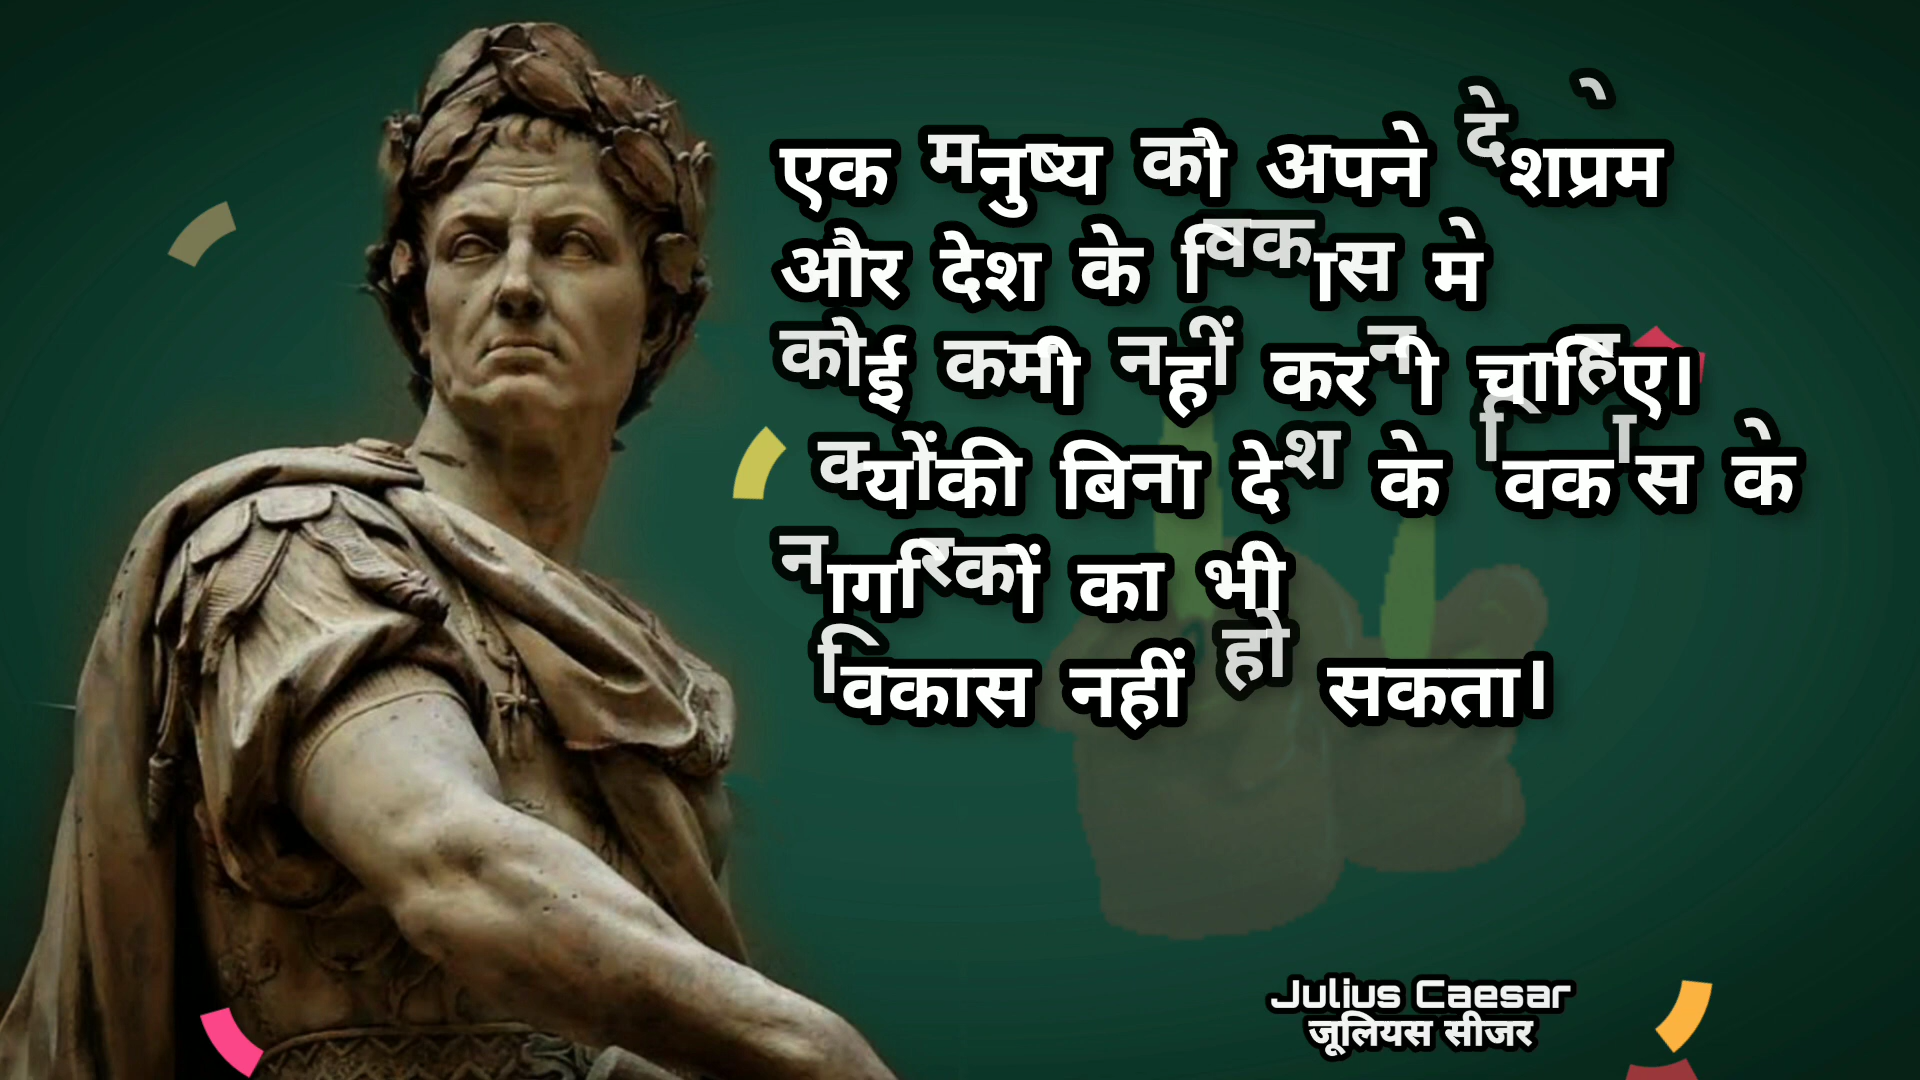 एक मनुष्य को अपने देशप्रेम
और देश के विकास मे
कोई कमी नहीं करनी चाहिए।
क्योंकी बिना देश के विकास के
नागरिकों का भी
विकास नहीं हो सकता।
Julius Caesar
जूलियस सीजर